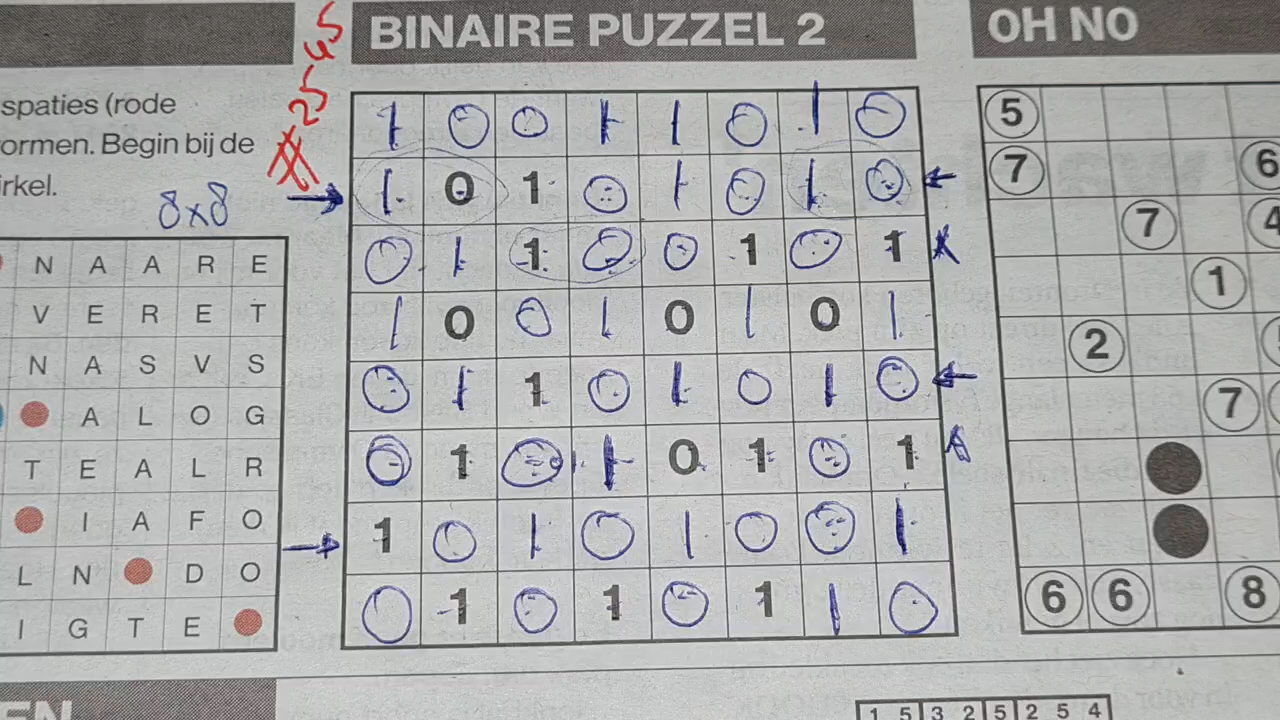 BINAIRE PUZZEL 2
OH NO
spaties (rode
ormen. Begin bij de
irkel.
8x8
25
45
1 0 0 1 1 0 1 0
1 0 1 0 1 0 1 0
0 1 1 0 0 1 0 1
1 0 0 1 0 1 0 1
0 1 1 0 1 0 1 0
0 1 0 1 0 1 0 1
1 0 1 0 1 0 0 1
0 1 0 1 0 1 1 0
N A A R E
V E R E T
N A S V S
A L O G
T E A L R
I A F O
L N D O
I G T E
5
7 6
7 4
1
2
7
6 6 8
EN
1 5 3 2 5 2 5 4